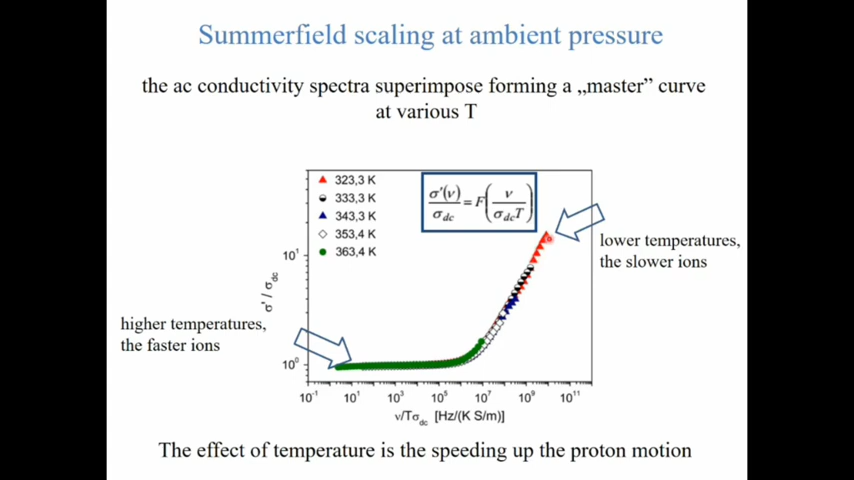 Summerfield scaling at ambient pressure
the ac conductivity spectra superimpose forming a „master” curve
at various T
323,3 K
333,3 K
343,3 K
353,4 K
363,4 K
σ'(ν)/σdc = F(ν/σdcT)
lower temperatures,
the slower ions
higher temperatures,
the faster ions
σ' / σdc
10¹
10⁰
10⁻¹ 10¹ 10³ 10⁵ 10⁷ 10⁹ 10¹¹
ν/Tσdc [Hz/(K S/m)]
The effect of temperature is the speeding up the proton motion